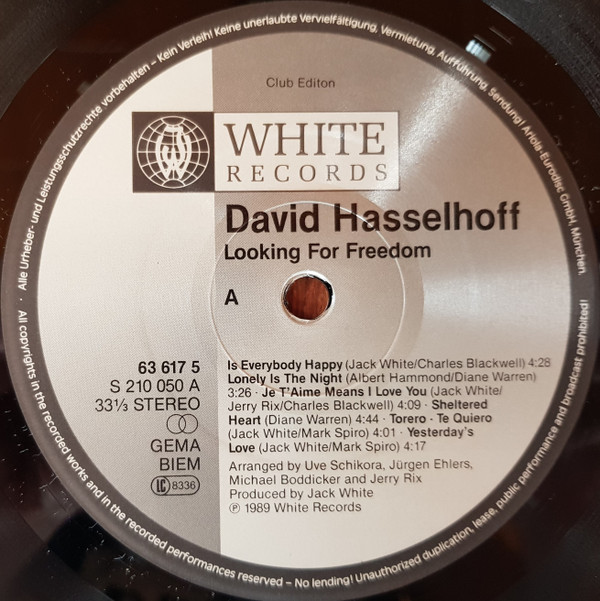 Alle Urheber- und Leistungsschutzrechte vorbehalten – Kein Verleih! Keine unerlaubte Vervielfältigung, Vermietung, Aufführung, Sendung! Ariola-Eurodisc GmbH, München.
Club Editon
WHITE
RECORDS
David Hasselhoff
Looking For Freedom
A
63 617 5
S 210 050 A
33⅓ STEREO
GEMA
BIEM
LC 8336
Is Everybody Happy (Jack White/Charles Blackwell) 4:28
Lonely Is The Night (Albert Hammond/Diane Warren)
3:26 · Je T'Aime Means I Love You (Jack White/
Jerry Rix/Charles Blackwell) 4:09 · Sheltered
Heart (Diane Warren) 4:44 · Torero - Te Quiero
(Jack White/Mark Spiro) 4:01 · Yesterday's
Love (Jack White/Mark Spiro) 4:17
Arranged by Uve Schikora, Jürgen Ehlers,
Michael Boddicker and Jerry Rix
Produced by Jack White
℗ 1989 White Records
· All copyrights in the recorded works and in the recorded performances reserved – No lending! Unauthorized duplication, lease, public performance and broadcast prohibited!